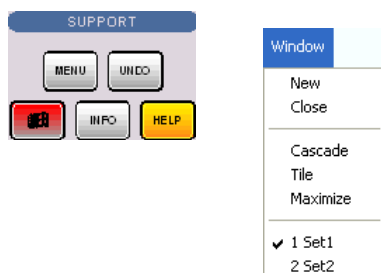 SUPPORT
MENU UNDO
INFO HELP
Window
New
Close
Cascade
Tile
Maximize
✔ 1 Set1
2 Set2